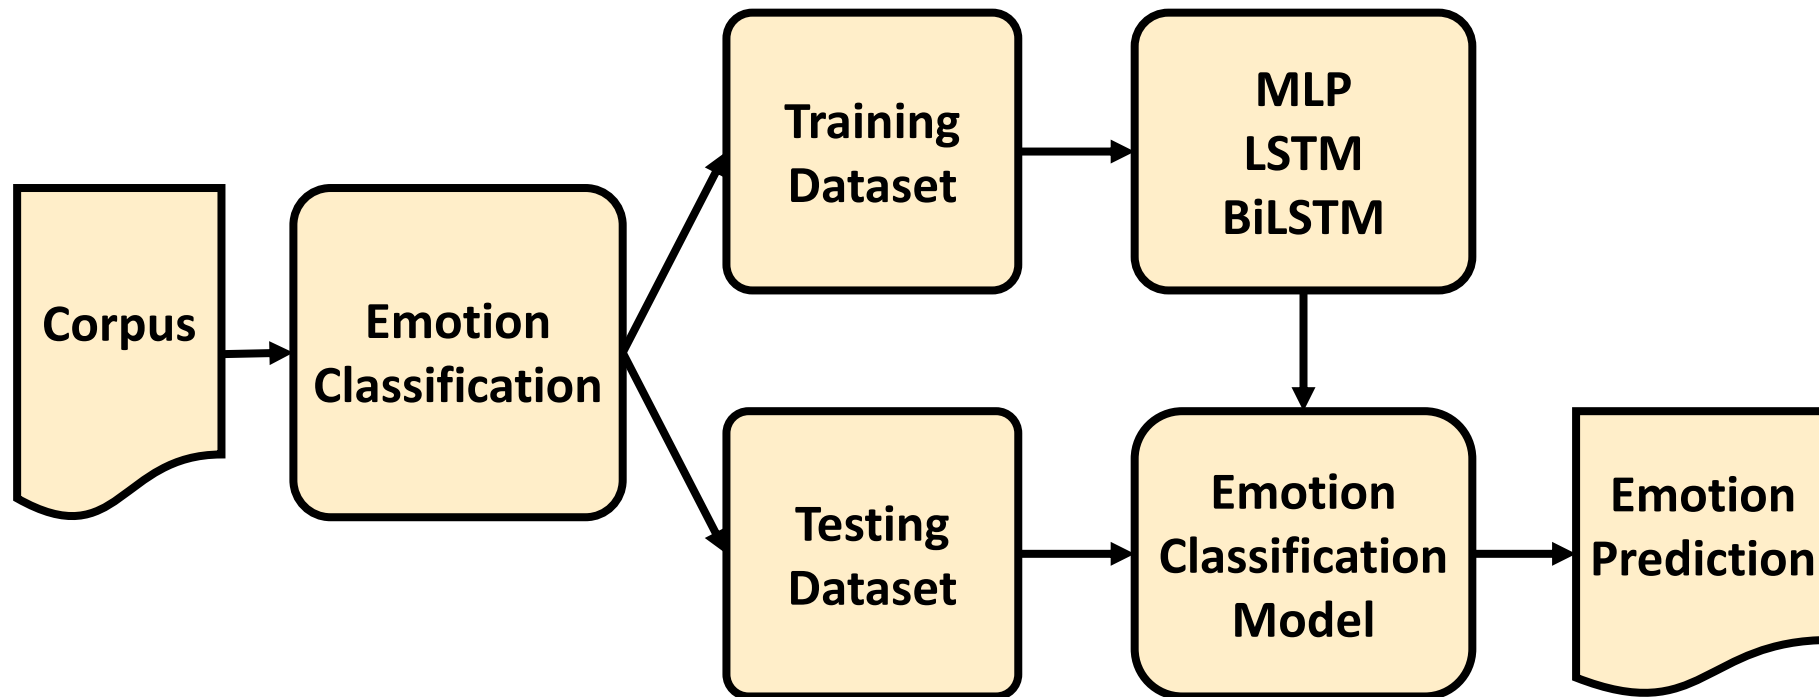 Corpus
Emotion
Classification
Training
Dataset
MLP
LSTM
BiLSTM
Testing
Dataset
Emotion
Classification
Model
Emotion
Prediction